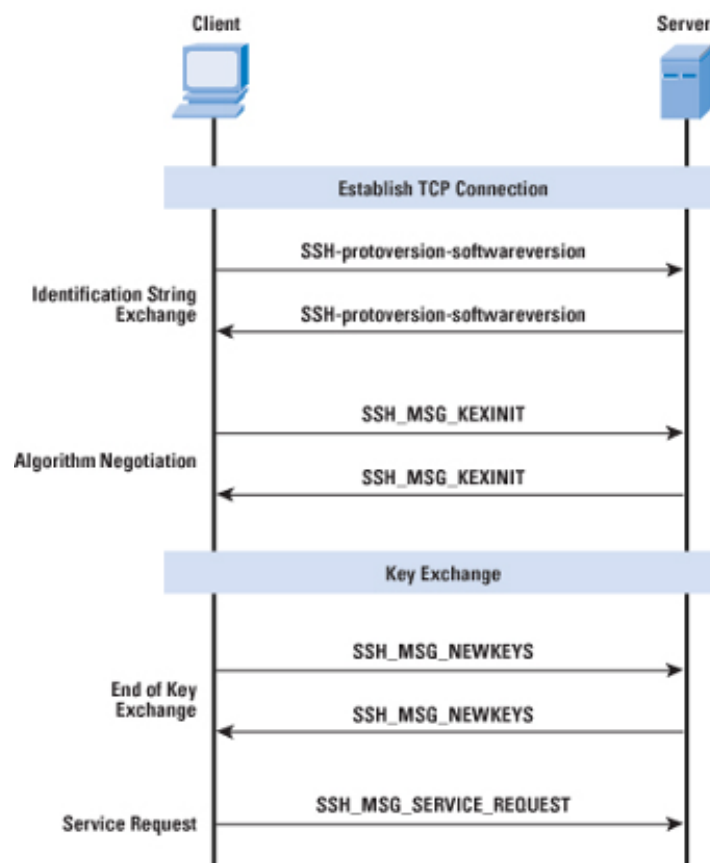 Client
Server
Establish TCP Connection
SSH-protoversion-softwareversion
Identification String
Exchange
SSH-protoversion-softwareversion
SSH_MSG_KEXINIT
Algorithm Negotiation
SSH_MSG_KEXINIT
Key Exchange
SSH_MSG_NEWKEYS
End of Key
Exchange
SSH_MSG_NEWKEYS
SSH_MSG_SERVICE_REQUEST
Service Request